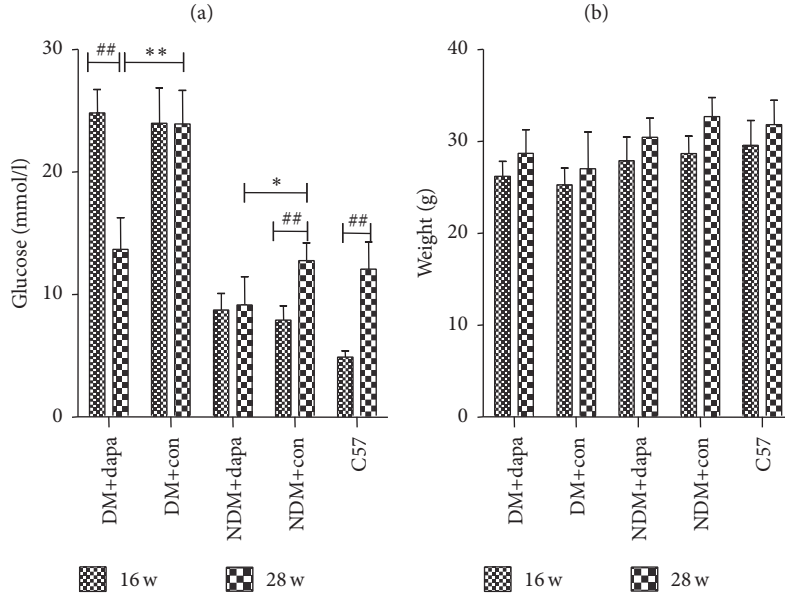 (a)
Glucose (mmol/l)
30
20
10
0
##
**
*
##
##
DM+dapa
DM+con
NDM+dapa
NDM+con
C57
16 w
28 w
(b)
Weight (g)
40
30
20
10
0
DM+dapa
DM+con
NDM+dapa
NDM+con
C57
16 w
28 w